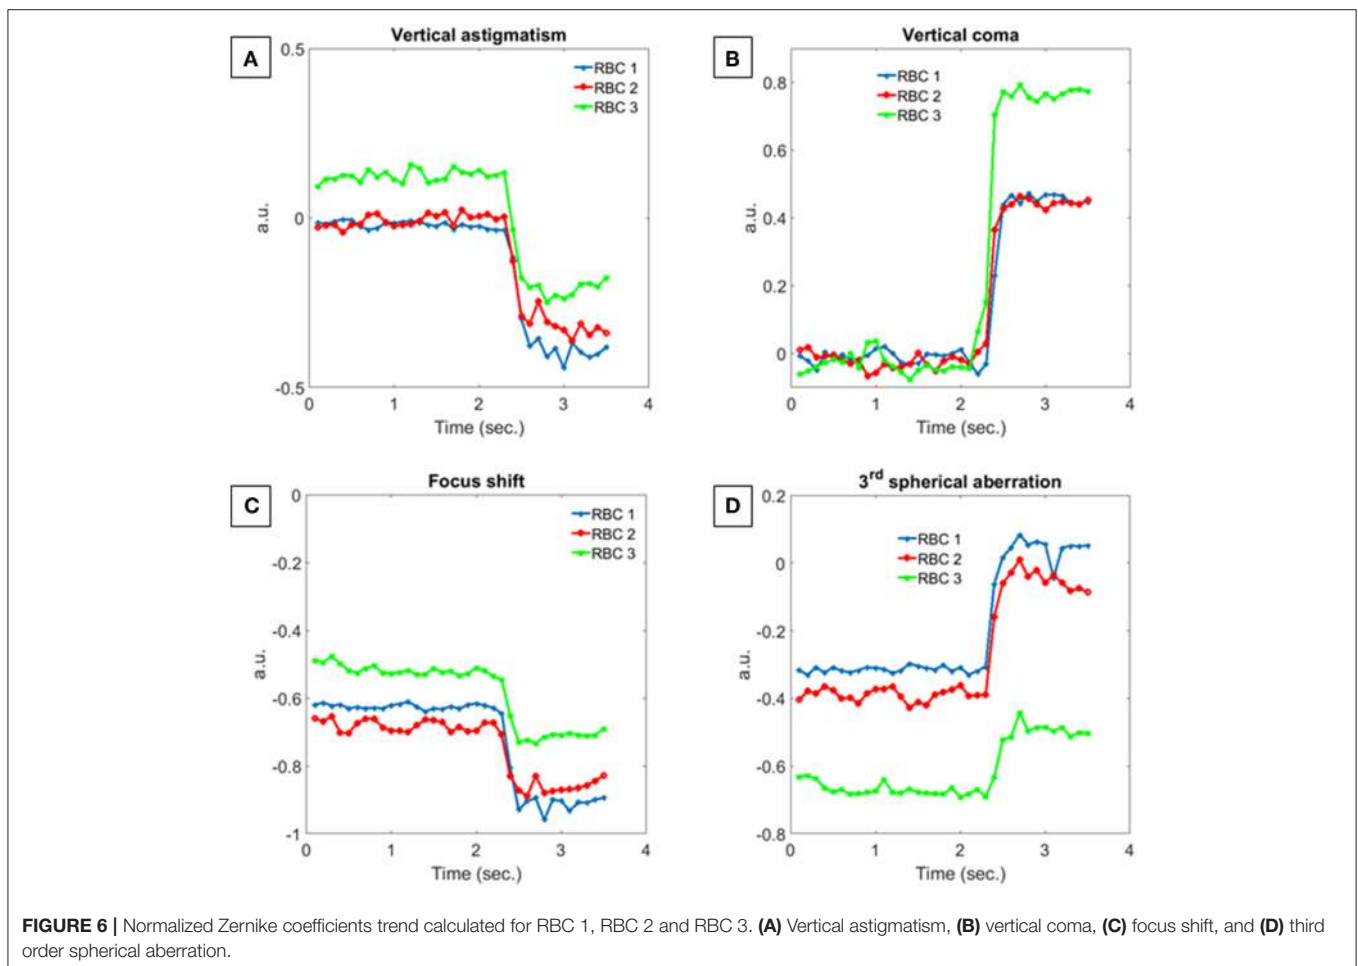 Vertical astigmatism
A
0.5
0
-0.5
a.u.
RBC 1
RBC 2
RBC 3
0 1 2 3 4
Time (sec.)
Vertical coma
B
0.8
0.6
0.4
0.2
0
a.u.
RBC 1
RBC 2
RBC 3
0 1 2 3 4
Time (sec.)
Focus shift
C
0
-0.2
-0.4
-0.6
-0.8
-1
a.u.
RBC 1
RBC 2
RBC 3
0 1 2 3 4
Time (sec.)
3rd spherical aberration
D
0.2
0
-0.2
-0.4
-0.6
-0.8
a.u.
RBC 1
RBC 2
RBC 3
0 1 2 3 4
Time (sec.)
FIGURE 6 | Normalized Zernike coefficients trend calculated for RBC 1, RBC 2 and RBC 3. (A) Vertical astigmatism, (B) vertical coma, (C) focus shift, and (D) third
order spherical aberration.